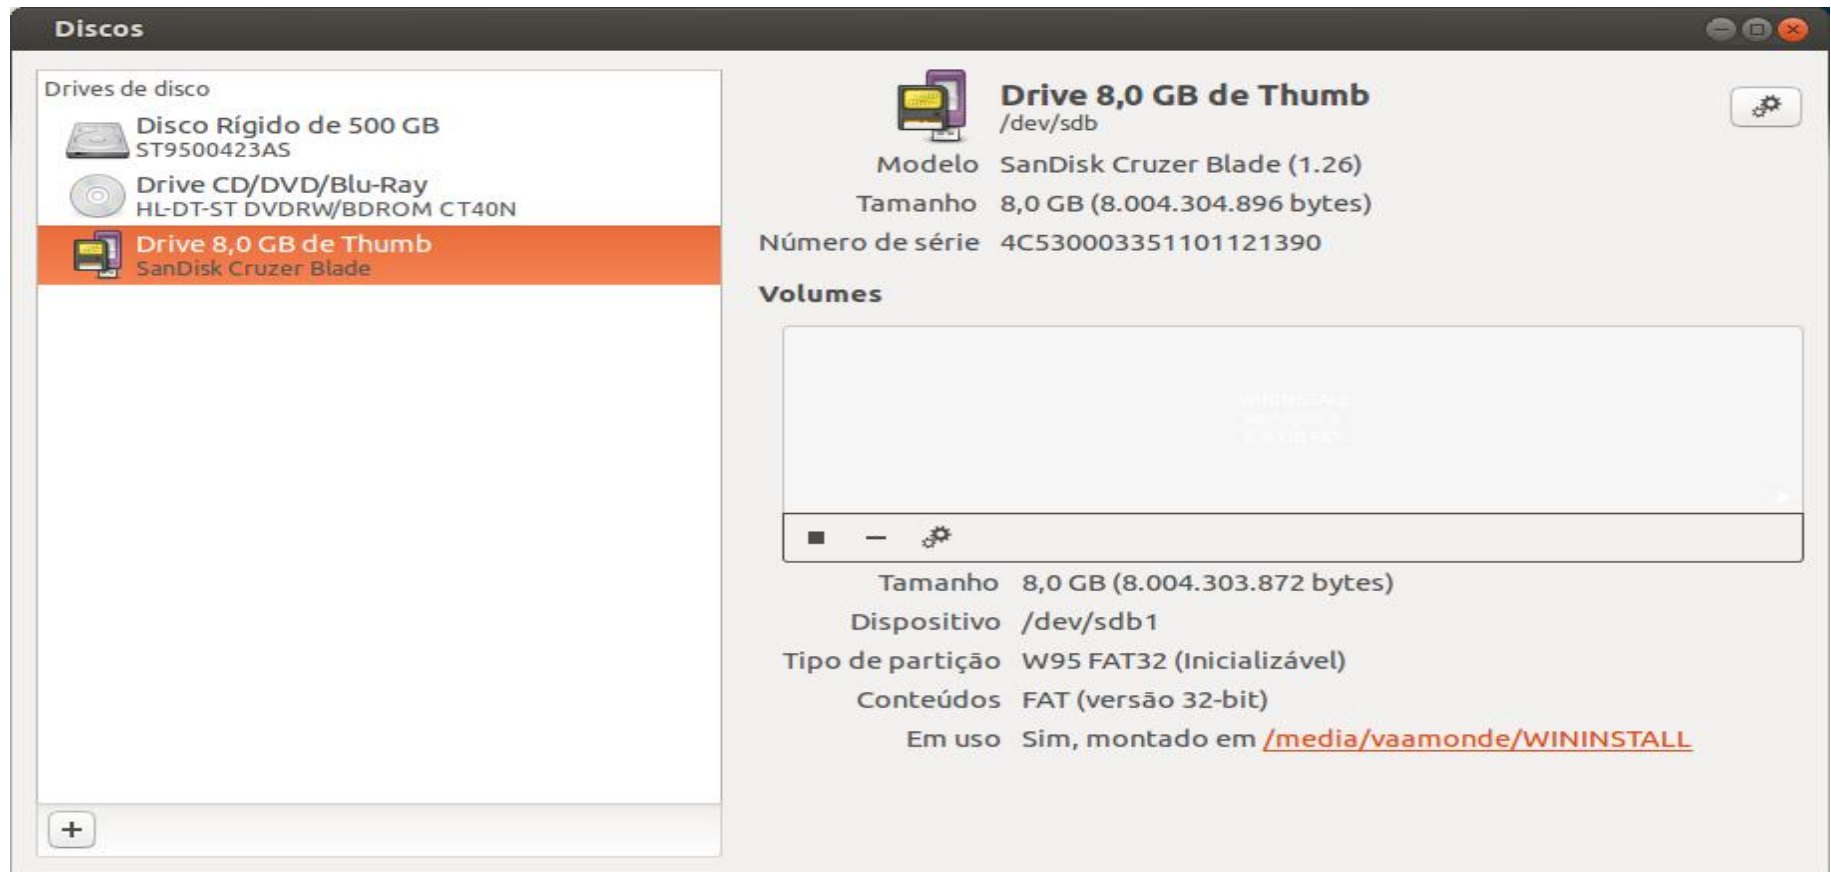 Discos
Drives de disco
Disco Rígido de 500 GB
ST9500423AS
Drive CD/DVD/Blu-Ray
HL-DT-ST DVDRW/BDROM CT40N
Drive 8,0 GB de Thumb
SanDisk Cruzer Blade
Drive 8,0 GB de Thumb
/dev/sdb
Modelo SanDisk Cruzer Blade (1.26)
Tamanho 8,0 GB (8.004.304.896 bytes)
Número de série 4C530003351101121390
Volumes
WININSTALL
Tamanho 8,0 GB (8.004.303.872 bytes)
Dispositivo /dev/sdb1
Tipo de partição W95 FAT32 (Inicializável)
Conteúdos FAT (versão 32-bit)
Em uso Sim, montado em /media/vaamonde/WININSTALL